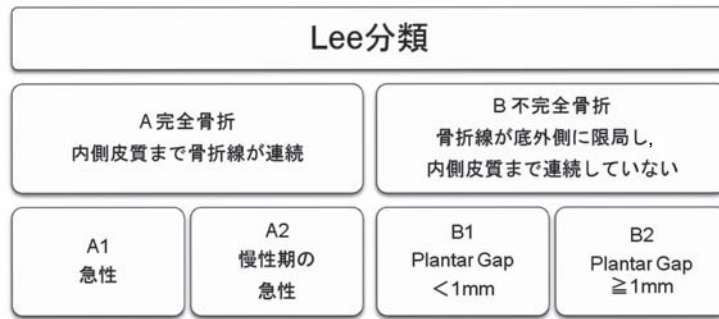 Lee分類
A 完全骨折
内側皮質まで骨折線が連続
B 不完全骨折
骨折線が底外側に限局し,
内側皮質まで連続していない
A1
急性
A2
慢性期の
急性
B1
Plantar Gap
＜1mm
B2
Plantar Gap
≧1mm